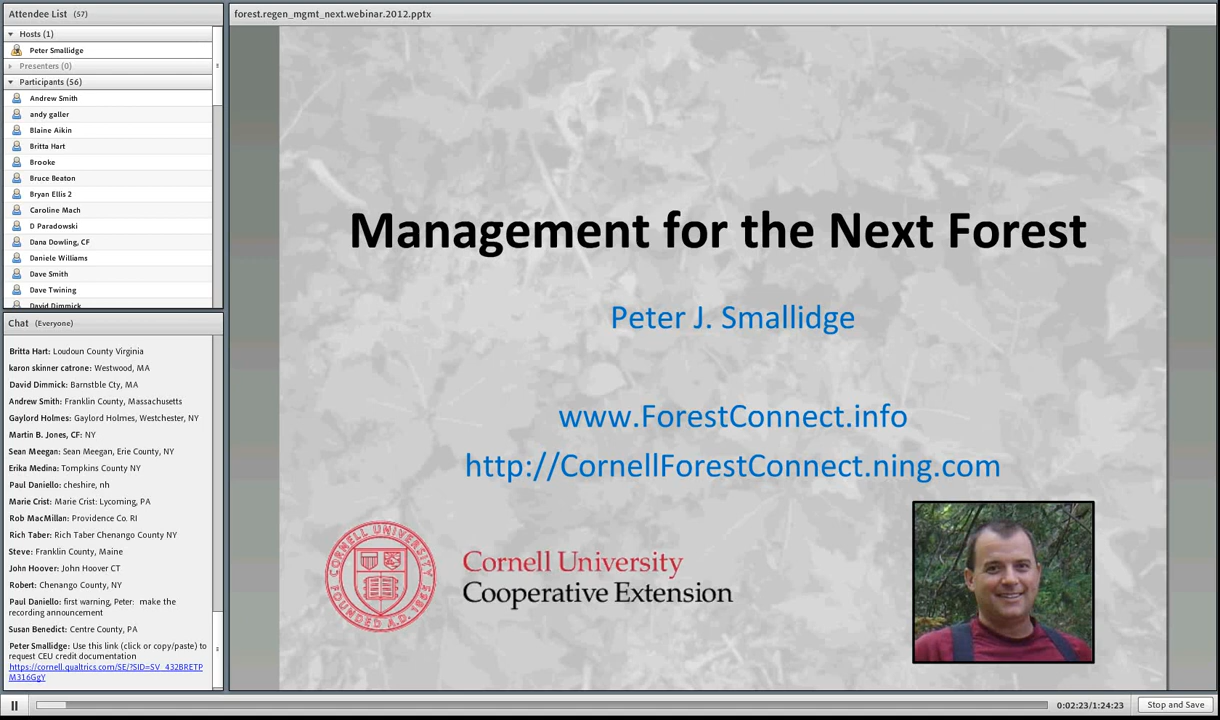 Attendee List (57)
Hosts (1)
Peter Smallidge
Presenters (0)
Participants (56)
Andrew Smith
andy galler
Blaine Aikin
Britta Hart
Brooke
Bruce Beaton
Bryan Ellis 2
Caroline Mach
D Paradowski
Dana Dowling, CF
Daniele Williams
Dave Smith
Dave Twining
David Dimmick
Chat (Everyone)
Britta Hart: Loudoun County Virginia
karon skinner catrone: Westwood, MA
David Dimmick: Barnstble Cty, MA
Andrew Smith: Franklin County, Massachusetts
Gaylord Holmes: Gaylord Holmes, Westchester, NY
Martin B. Jones, CF: NY
Sean Meegan: Sean Meegan, Erie County, NY
Erika Medina: Tompkins County NY
Paul Daniello: cheshire, nh
Marie Crist: Marie Crist: Lycoming, PA
Rob MacMillan: Providence Co. RI
Rich Taber: Rich Taber Chenango County NY
Steve: Franklin County, Maine
John Hoover: John Hoover CT
Robert: Chenango County, NY
Paul Daniello: first warning, Peter: make the
recording announcement
Susan Benedict: Centre County, PA
Peter Smallidge: Use this link (click or copy/paste) to
request CEU credit documentation
https://cornell.qualtrics.com/SE/?SID=SV_432BRETP
M316GgY
forest.regen_mgmt_next.webinar.2012.pptx
Management for the Next Forest
Peter J. Smallidge
www.ForestConnect.info
http://CornellForestConnect.ning.com
CORNELL UNIVERSITY
FOUNDED A.D. 1865
Cornell University
Cooperative Extension
0:02:23/1:24:23
Stop and Save